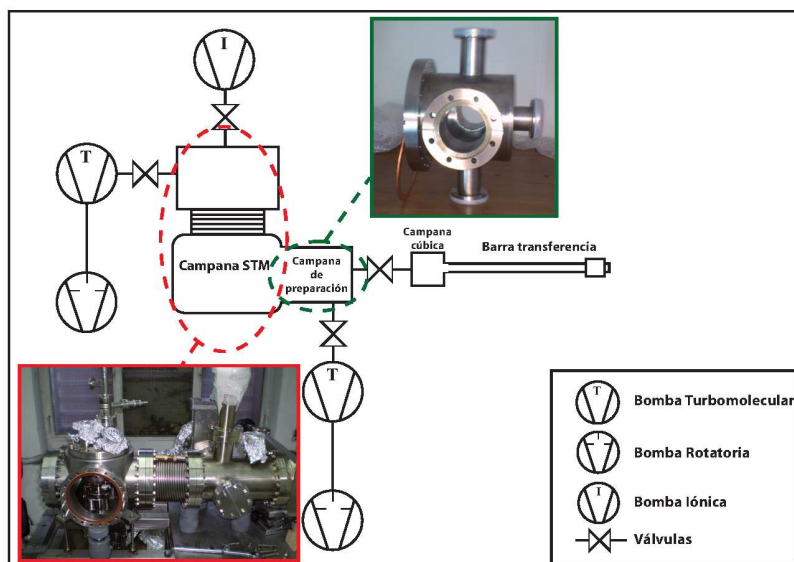 I
T
Campana STM
Campana
de
preparación
Campana
cúbica
Barra transferencia
T
T
Bomba Turbomolecular
Bomba Rotatoria
I
Bomba Iónica
Válvulas